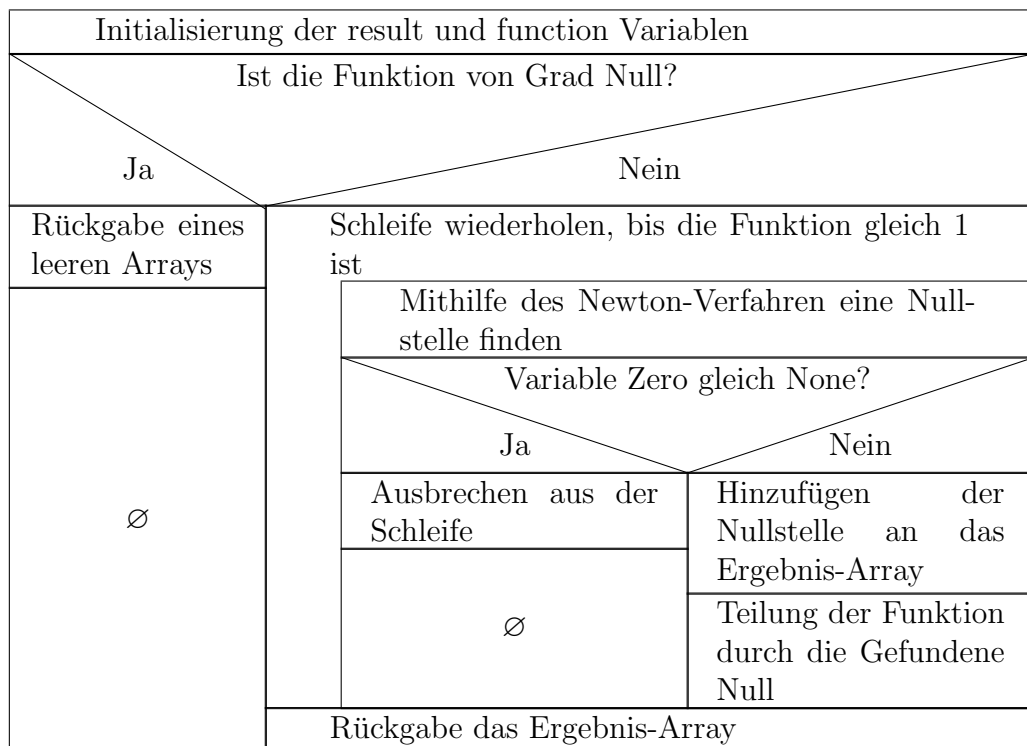 Initialisierung der result und function Variablen
Ist die Funktion von Grad Null?
Ja
Nein
Rückgabe eines
leeren Arrays
∅
Schleife wiederholen, bis die Funktion gleich 1
ist
Mithilfe des Newton-Verfahren eine Null-
stelle finden
Variable Zero gleich None?
Ja
Nein
Ausbrechen aus der
Schleife
∅
Hinzufügen der
Nullstelle an das
Ergebnis-Array
Teilung der Funktion
durch die Gefundene
Null
Rückgabe das Ergebnis-Array